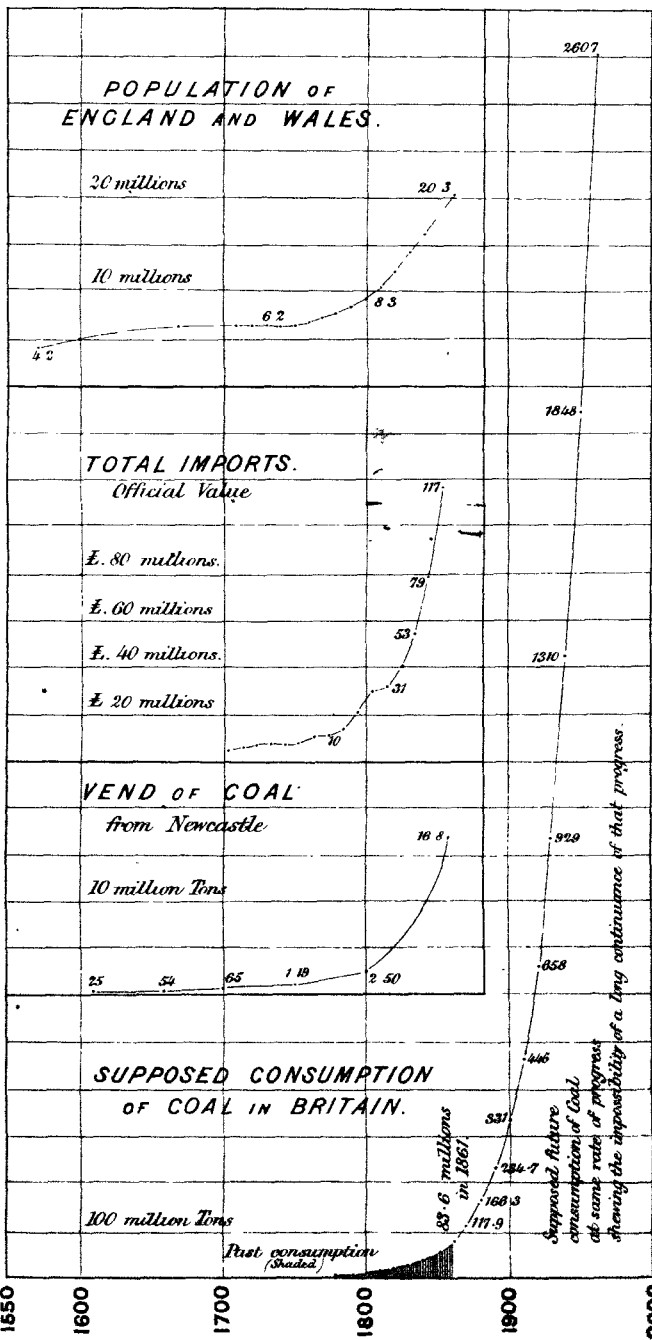 2607
POPULATION OF
ENGLAND AND WALES.
20 millions
20 3
10 millions
6 2
8 3
4 2
1848
TOTAL IMPORTS.
Official Value
117
£. 80 millions.
79
£. 60 millions
53
£. 40 millions.
1310
31
£ 20 millions
10
VEND OF COAL
from Newcastle
16 8
929
10 million Tons
658
25
54
65
1 19
2 50
446
SUPPOSED CONSUMPTION
OF COAL IN BRITAIN.
331
83·6 millions
in 1861.
234·7
166·3
117·9
100 million Tons
Past consumption
(Shaded)
Supposed future
consumption of Coal
at same rate of progress
shewing the impossibility of a long continuance of that progress.
1550
1600
1700
1800
1900
2000